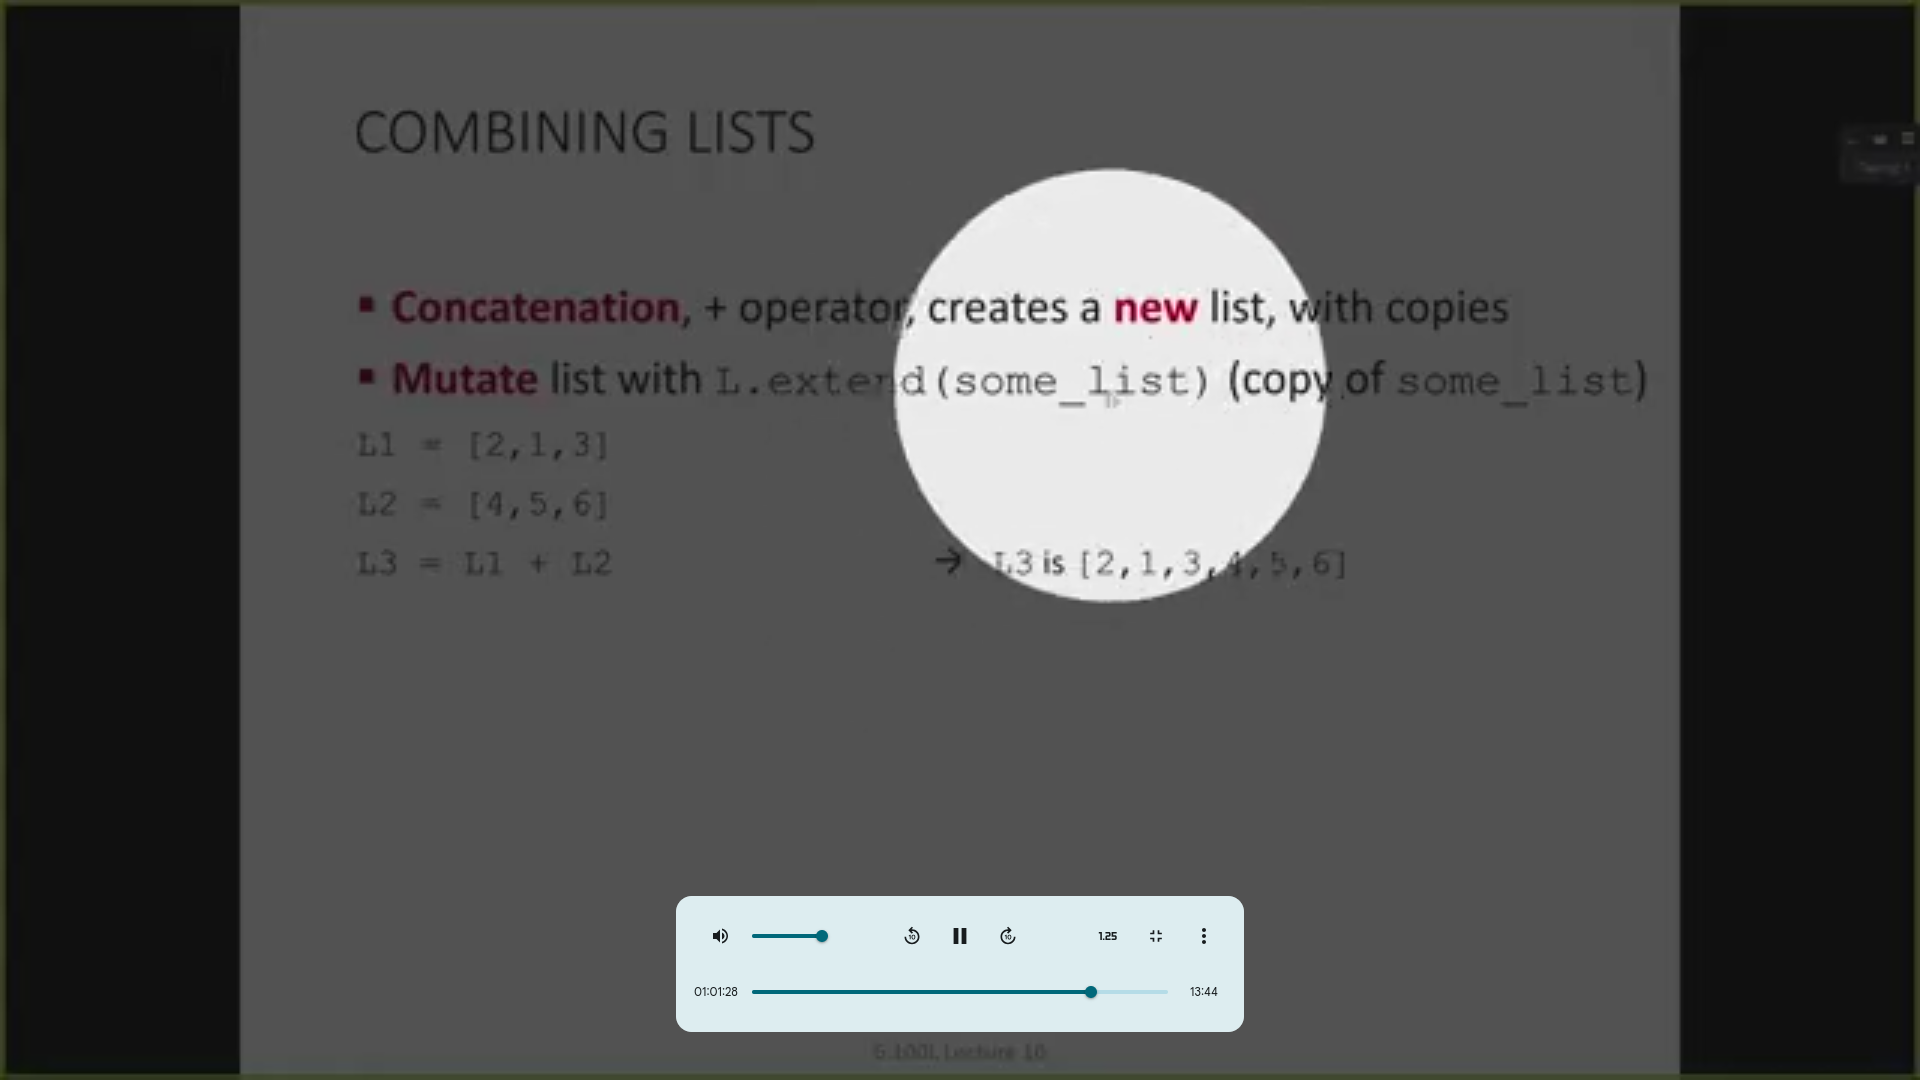 COMBINING LISTS
▪ Concatenation, + operator, creates a new list, with copies
▪ Mutate list with L.extend(some_list) (copy of some_list)
L1 = [2,1,3]
L2 = [4,5,6]
L3 = L1 + L2 → L3 is [2,1,3,4,5,6]
10 10 1.25
01:01:28 13:44
6.100L Lecture 10